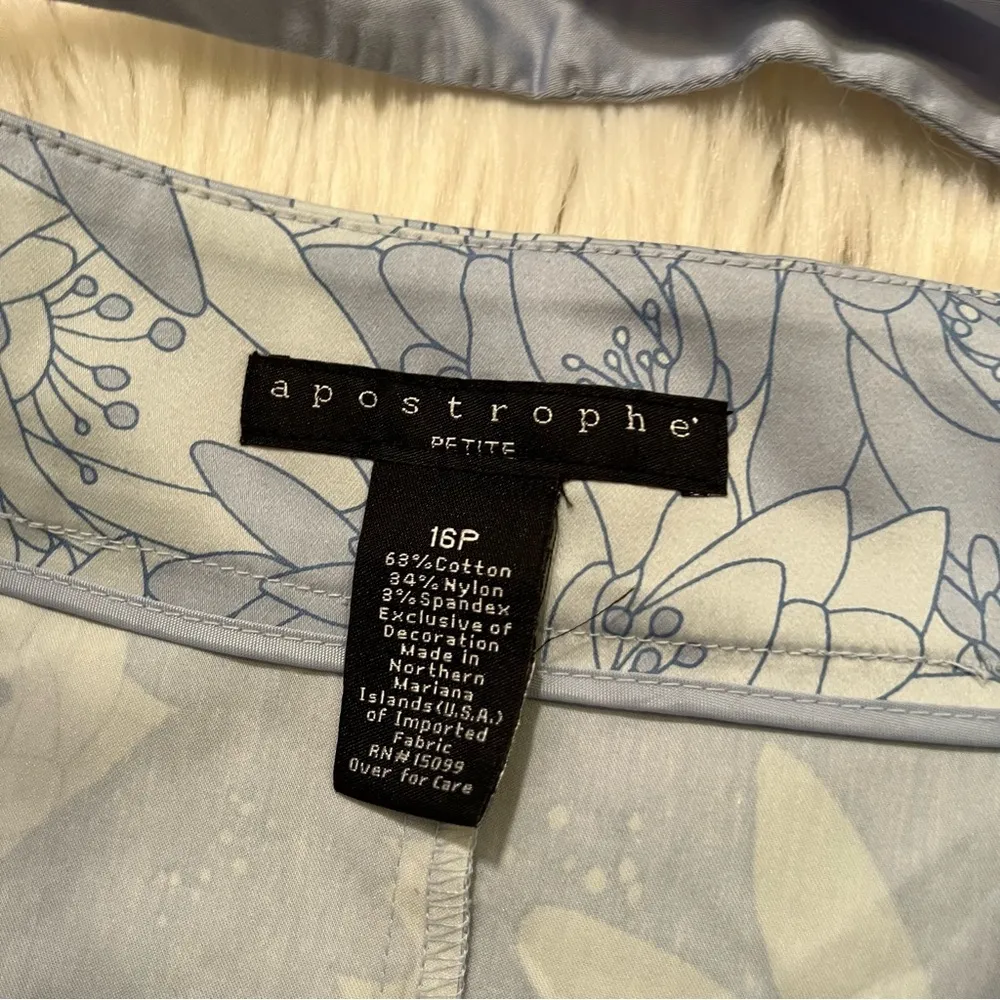 apostrophe'
PETITE
16P
63% Cotton
34% Nylon
3% Spandex
Exclusive of
Decoration
Made in
Northern
Mariana
Islands(U.S.A.)
of Imported
Fabric
RN#15099
Over for Care